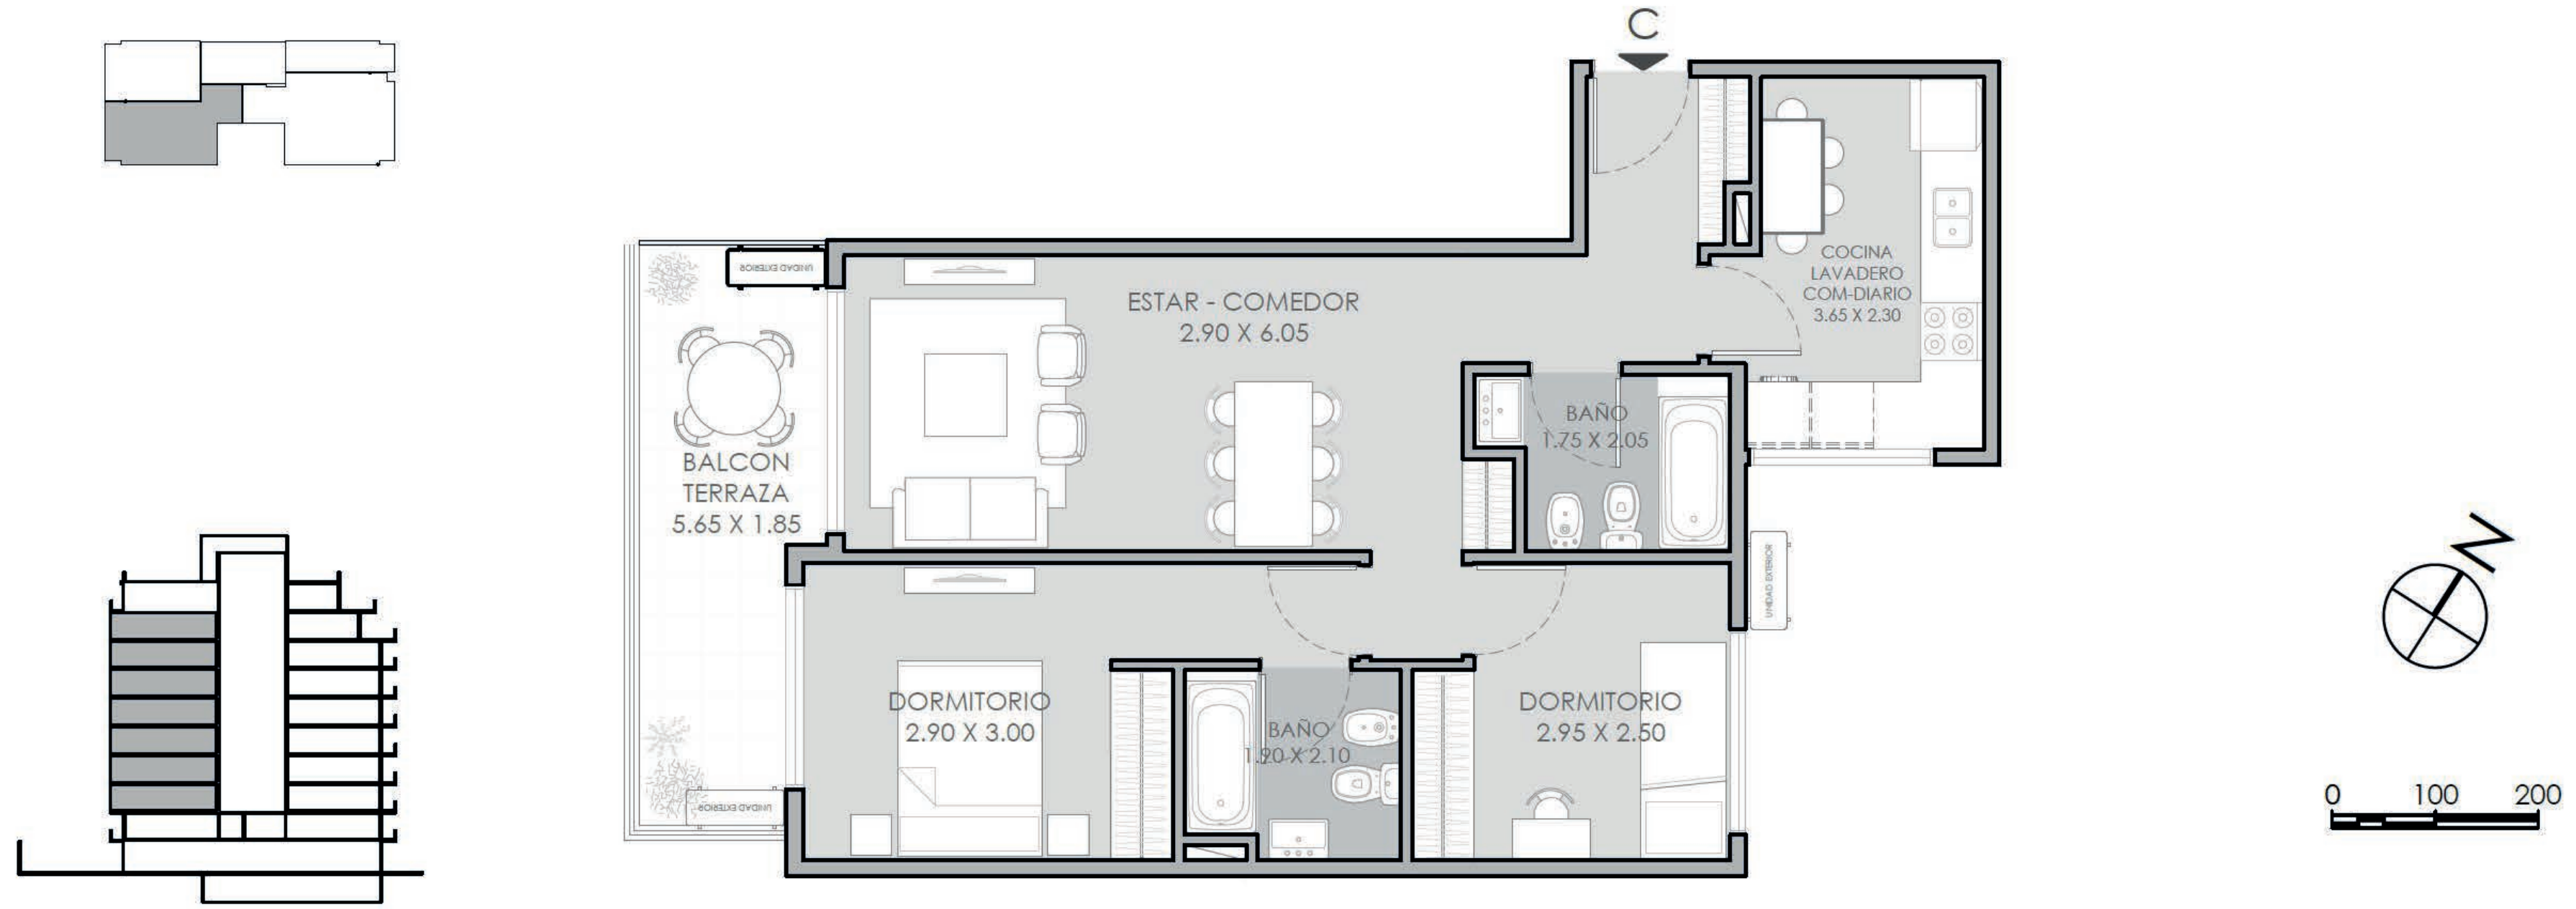 C
UNIDAD EXTERIOR
ESTAR - COMEDOR
2.90 X 6.05
COCINA
LAVADERO
COM-DIARIO
3.65 X 2.30
BAÑO
1.75 X 2.05
BALCON
TERRAZA
5.65 X 1.85
UNIDAD EXTERIOR
N
DORMITORIO
2.90 X 3.00
BAÑO
1.90 X 2.10
DORMITORIO
2.95 X 2.50
UNIDAD EXTERIOR
0 100 200